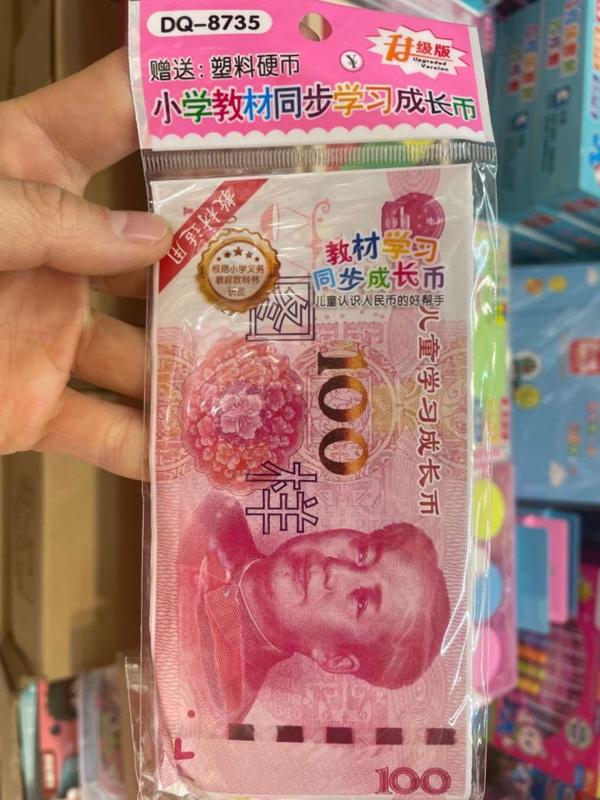 DQ-8735
升级版
Upgraded
Version
赠送：塑料硬币
¥
小学教材同步学习成长币
教材适用
根据小学义务
教育教科书
研发
教材学习
同步成长币
儿童认识人民币的好帮手
儿童学习成长币
图样
100
100